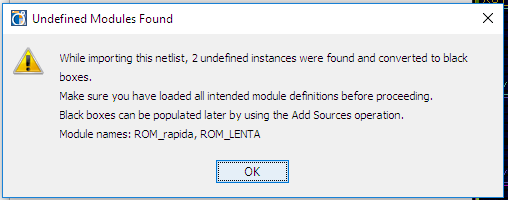 Undefined Modules Found
While importing this netlist, 2 undefined instances were found and converted to black
boxes.
Make sure you have loaded all intended module definitions before proceeding.
Black boxes can be populated later by using the Add Sources operation.
Module names: ROM_rapida, ROM_LENTA
OK